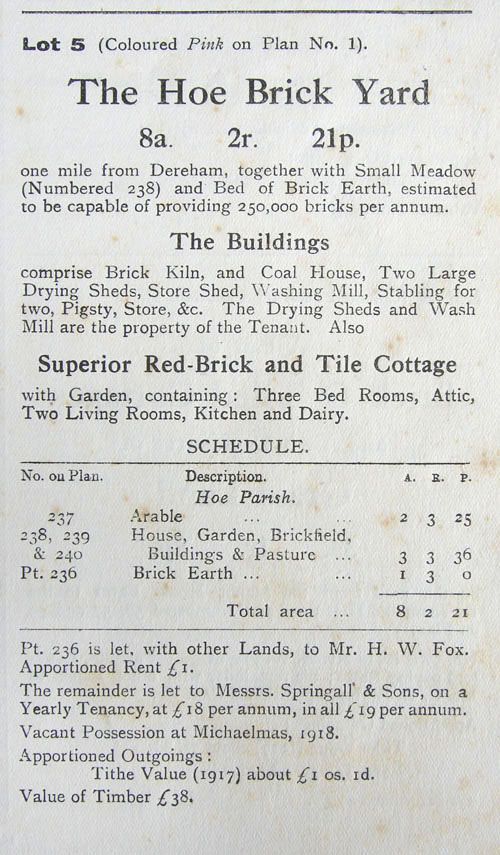 Lot 5 (Coloured Pink on Plan No. 1).
The Hoe Brick Yard
8a. 2r. 21p.
one mile from Dereham, together with Small Meadow
(Numbered 238) and Bed of Brick Earth, estimated
to be capable of providing 250,000 bricks per annum.
The Buildings
comprise Brick Kiln, and Coal House, Two Large
Drying Sheds, Store Shed, Washing Mill, Stabling for
two, Pigsty, Store, &c. The Drying Sheds and Wash
Mill are the property of the Tenant. Also
Superior Red-Brick and Tile Cottage
with Garden, containing: Three Bed Rooms, Attic,
Two Living Rooms, Kitchen and Dairy.
SCHEDULE.
No. on Plan. Description. A. R. P.
Hoe Parish.
237 Arable ... ... 2 3 25
238, 239 House, Garden, Brickfield,
& 240 Buildings & Pasture ... 3 3 36
Pt. 236 Brick Earth ... ... 1 3 0
Total area ... 8 2 21
Pt. 236 is let, with other Lands, to Mr. H. W. Fox.
Apportioned Rent £1.
The remainder is let to Messrs. Springall & Sons, on a
Yearly Tenancy, at £18 per annum, in all £19 per annum.
Vacant Possession at Michaelmas, 1918.
Apportioned Outgoings:
Tithe Value (1917) about £1 0s. 1d.
Value of Timber £38.